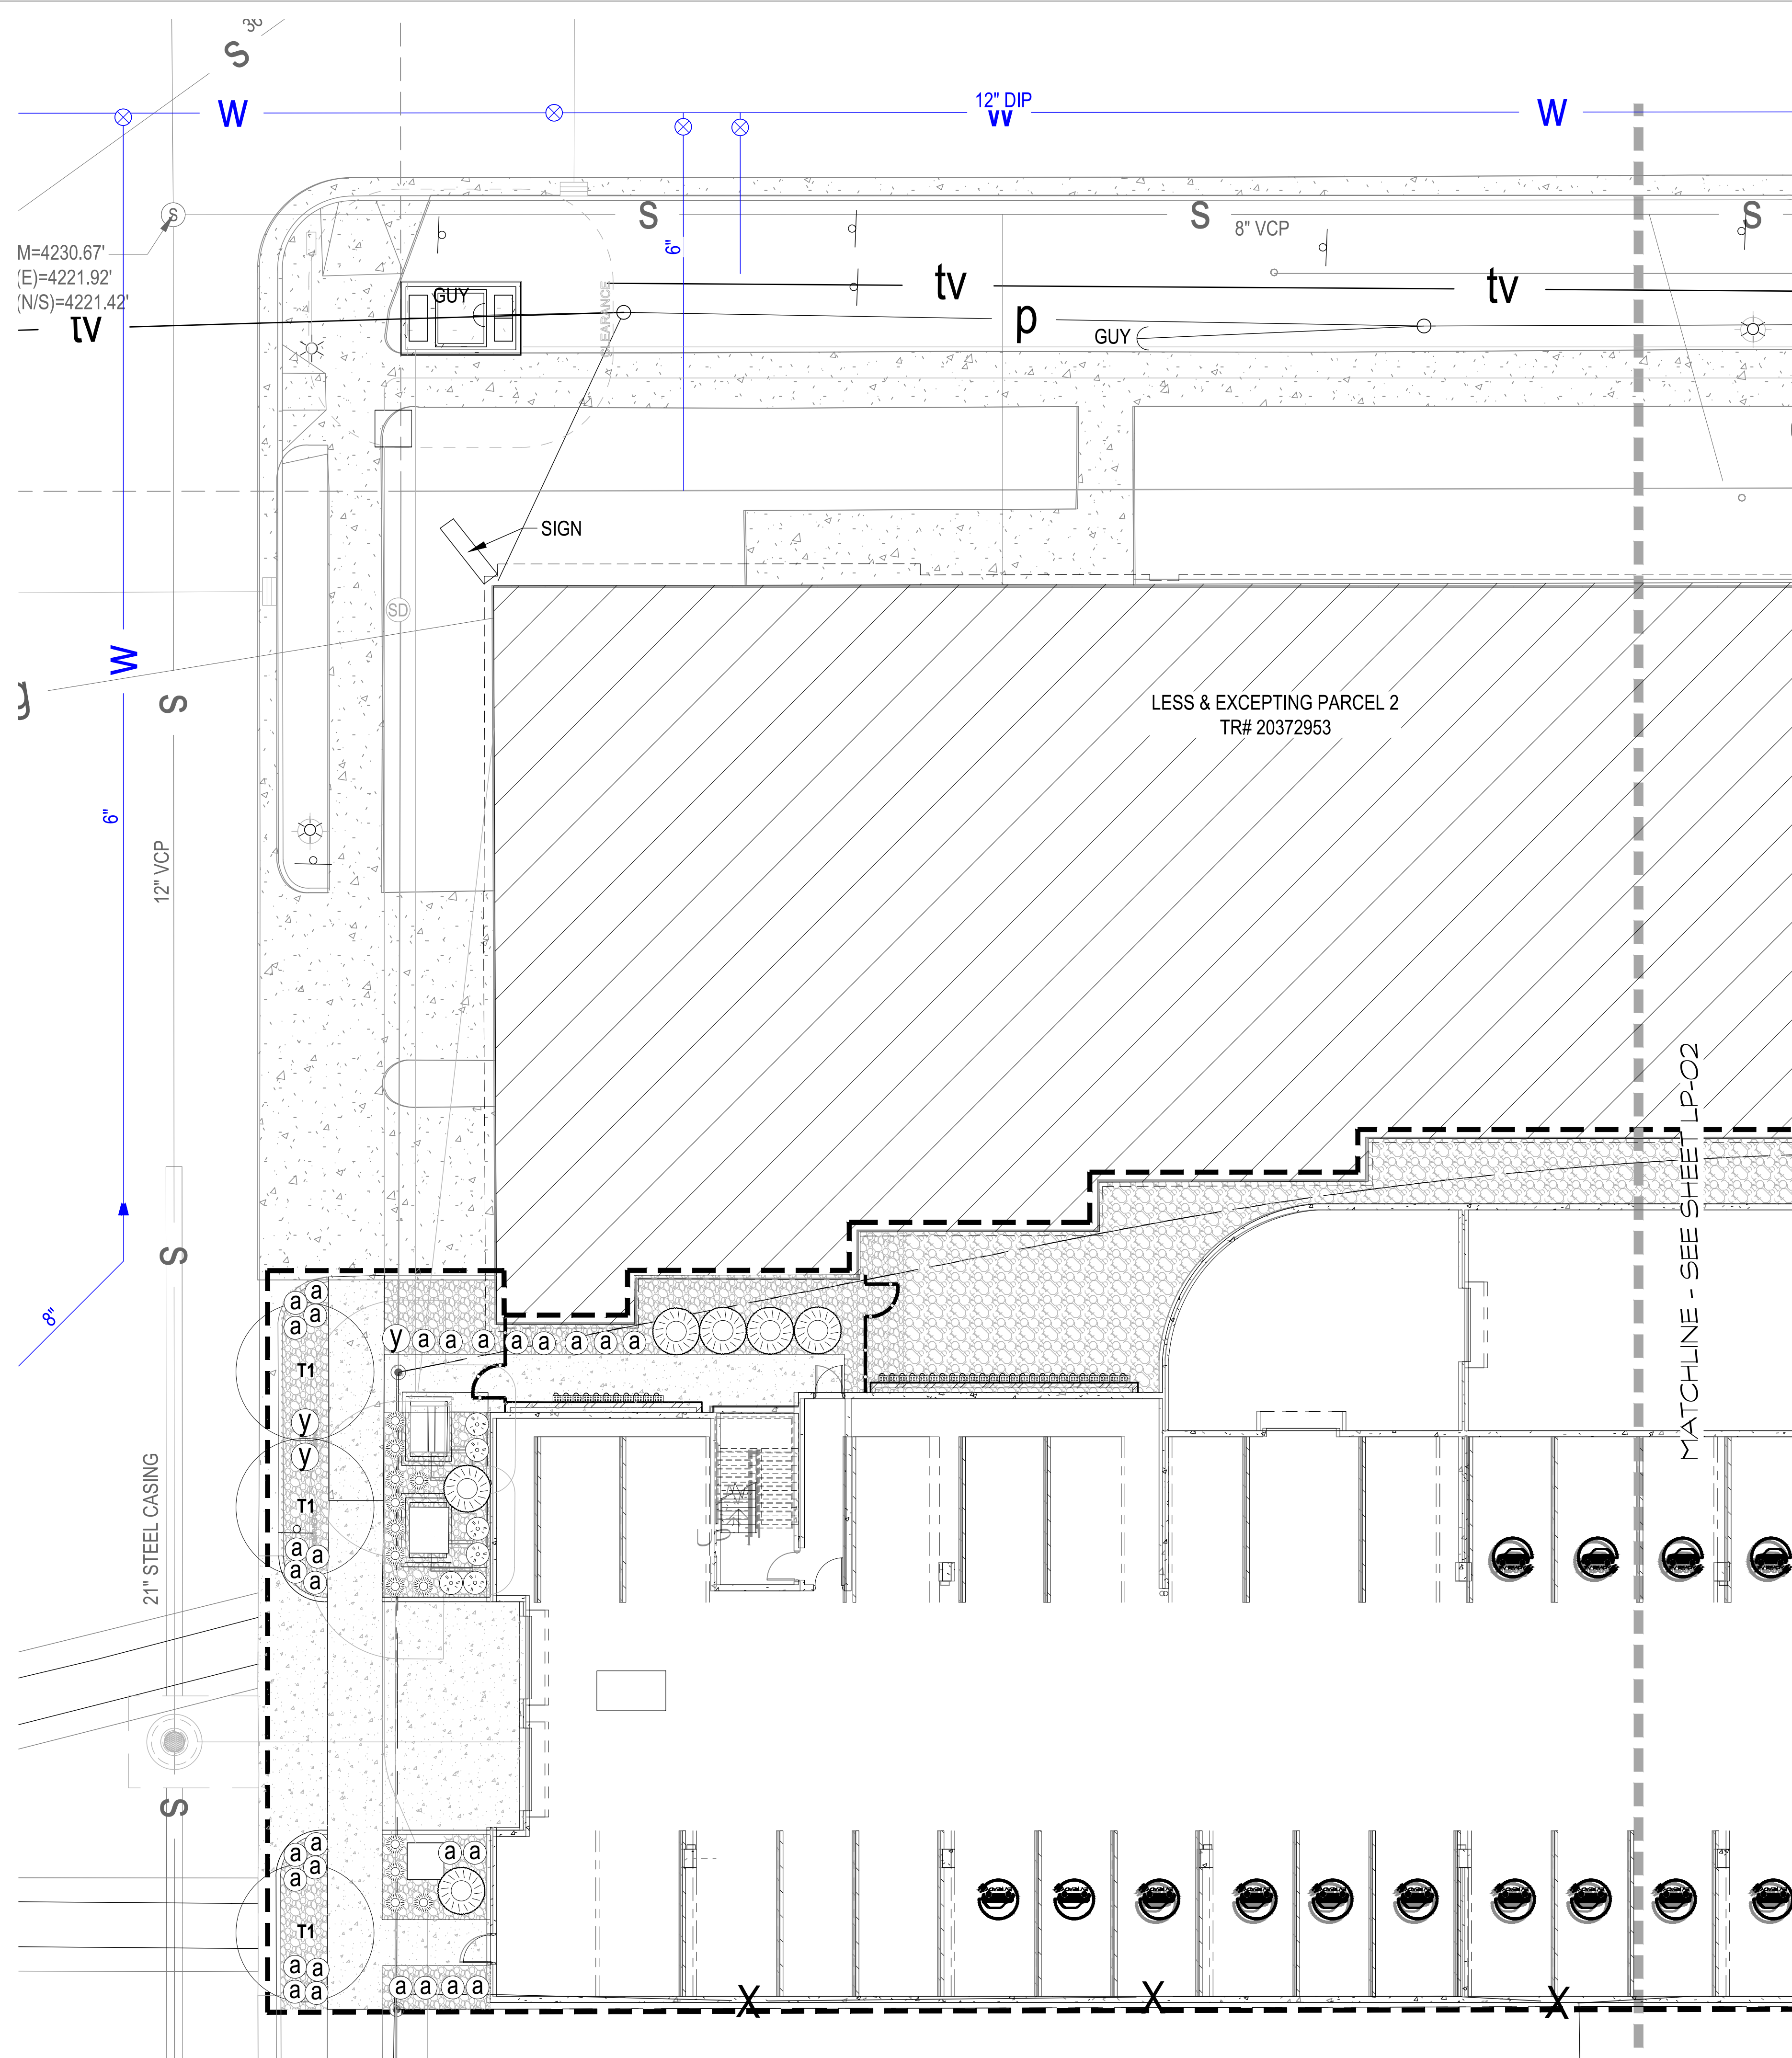 S
W
12" DIP
W
W
S
S
S
S
8" VCP
M=4230.67'
(E)=4221.92'
(N/S)=4221.42'
6"
tv
tv
tv
GUY
p
GUY
SIGN
SD
W
S
g
LESS & EXCEPTING PARCEL 2
TR# 20372953
6"
12" VCP
MATCHLINE - SEE SHEET LP-02
S
8"
a
a
a
a
T1
y
a
a
a
a
a
a
a
a
y
y
T1
a
a
a
a
21" STEEL CASING
S
a
a
a
a
a
a
T1
a
a
a
a
a
a
a
a
X
X
X